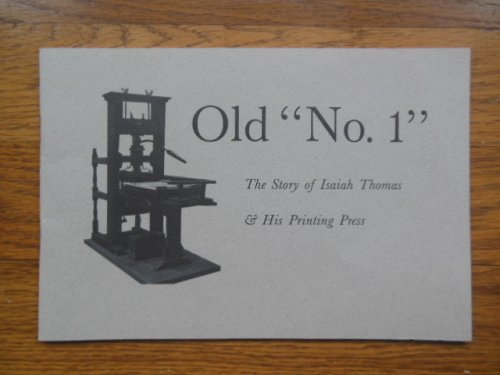 Old “No. 1”
The Story of Isaiah Thomas
& His Printing Press